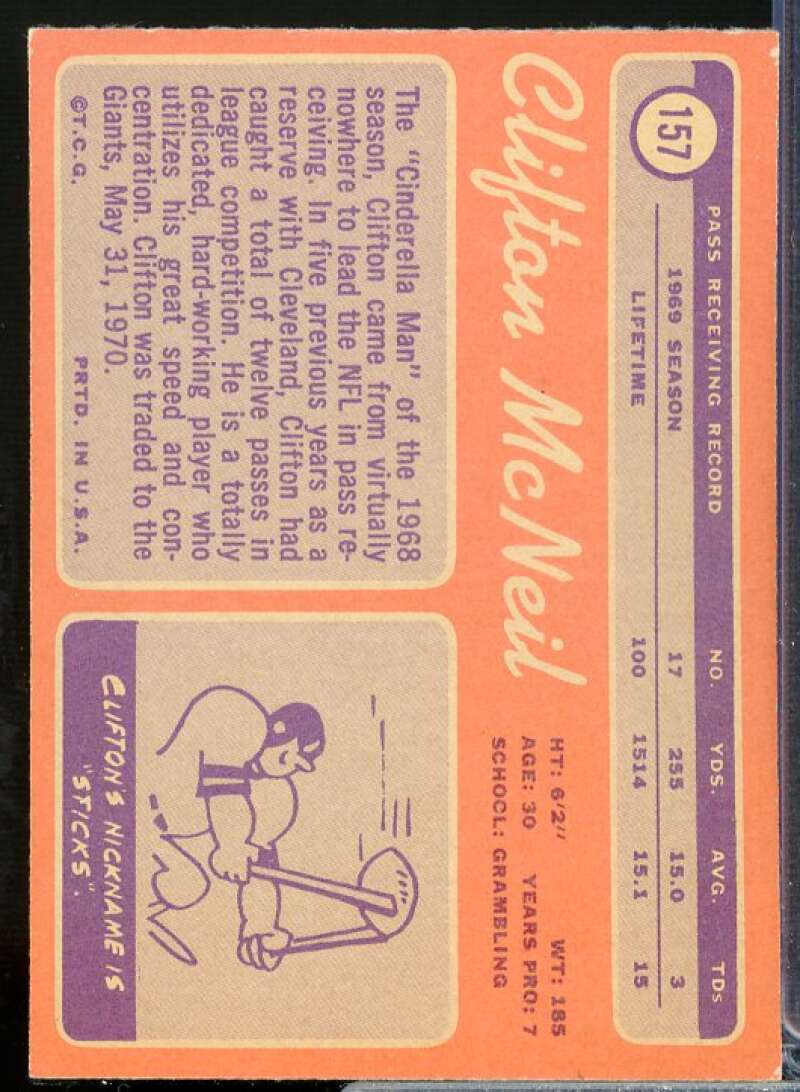 157
PASS RECEIVING RECORD NO. YDS. AVG. TDs
1969 SEASON 17 255 15.0 3
LIFETIME 100 1514 15.1 15
Clifton McNeil
HT: 6'2" WT: 185
AGE: 30 YEARS PRO: 7
SCHOOL: GRAMBLING
The "Cinderella Man" of the 1968
season, Clifton came from virtually
nowhere to lead the NFL in pass re-
ceiving. In five previous years as a
reserve with Cleveland, Clifton had
caught a total of twelve passes in
league competition. He is a totally
dedicated, hard-working player who
utilizes his great speed and con-
centration. Clifton was traded to the
Giants, May 31, 1970.
©T.C.G. PRTD. IN U.S.A.
CLIFTON'S NICKNAME IS
"STICKS".